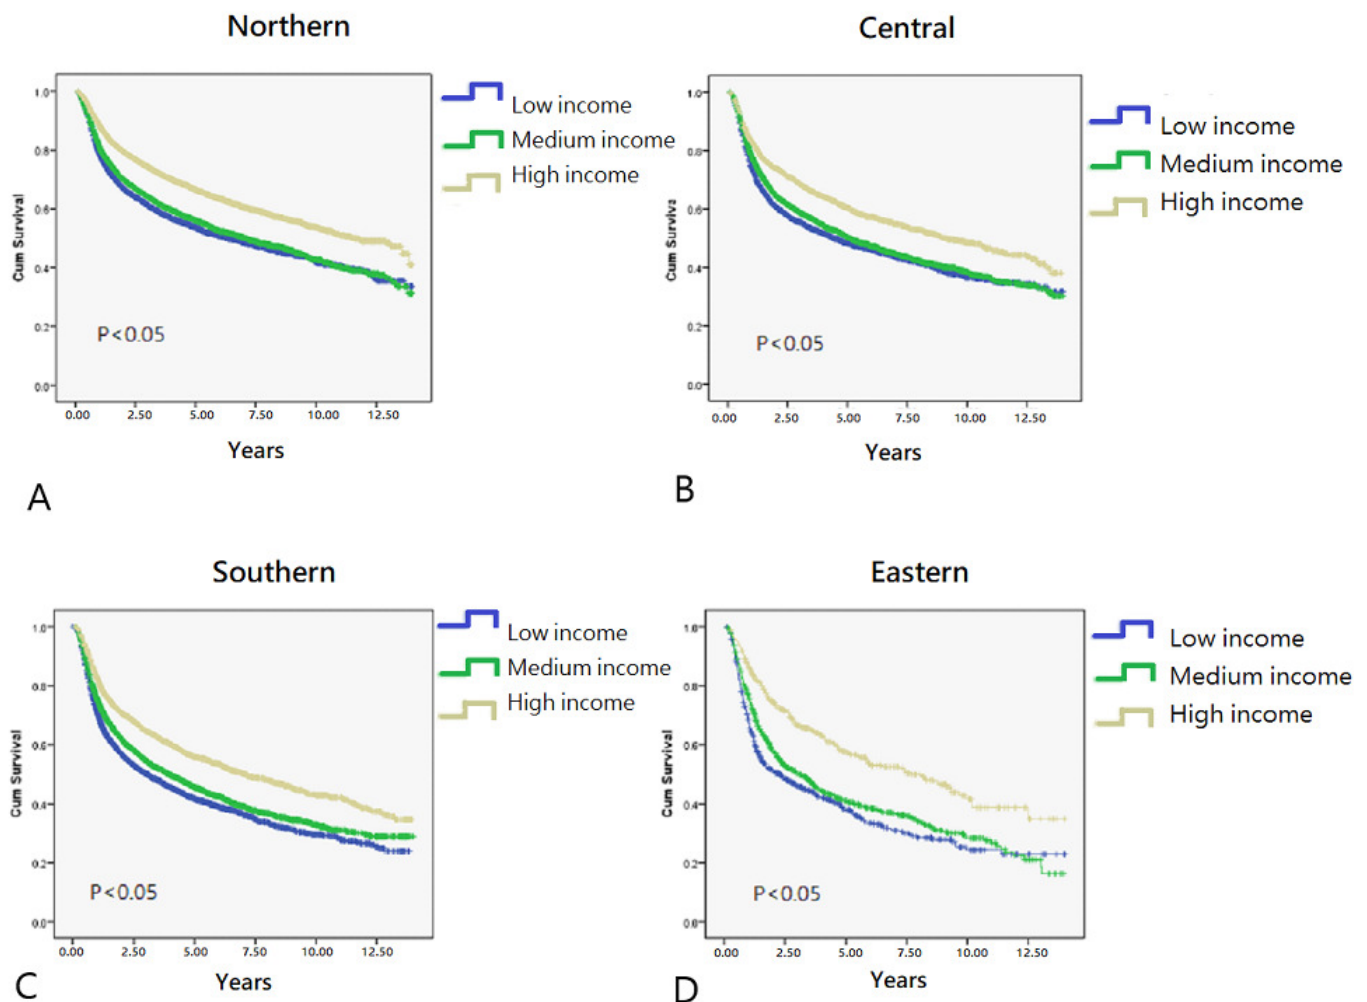 Northern
1.0
0.8
0.6
0.4
0.2
0.0
Cum Survival
0.00 2.50 5.00 7.50 10.00 12.50
Years
P<0.05
Low income
Medium income
High income
A
Central
1.0
0.8
0.6
0.4
0.2
0.0
Cum Survival
0.00 2.50 5.00 7.50 10.00 12.50
Years
P<0.05
Low income
Medium income
High income
B
Southern
1.0
0.8
0.6
0.4
0.2
0.0
Cum Survival
0.00 2.50 5.00 7.50 10.00 12.50
Years
P<0.05
Low income
Medium income
High income
C
Eastern
1.0
0.8
0.6
0.4
0.2
0.0
Cum Survival
0.00 2.50 5.00 7.50 10.00 12.50
Years
P<0.05
Low income
Medium income
High income
D